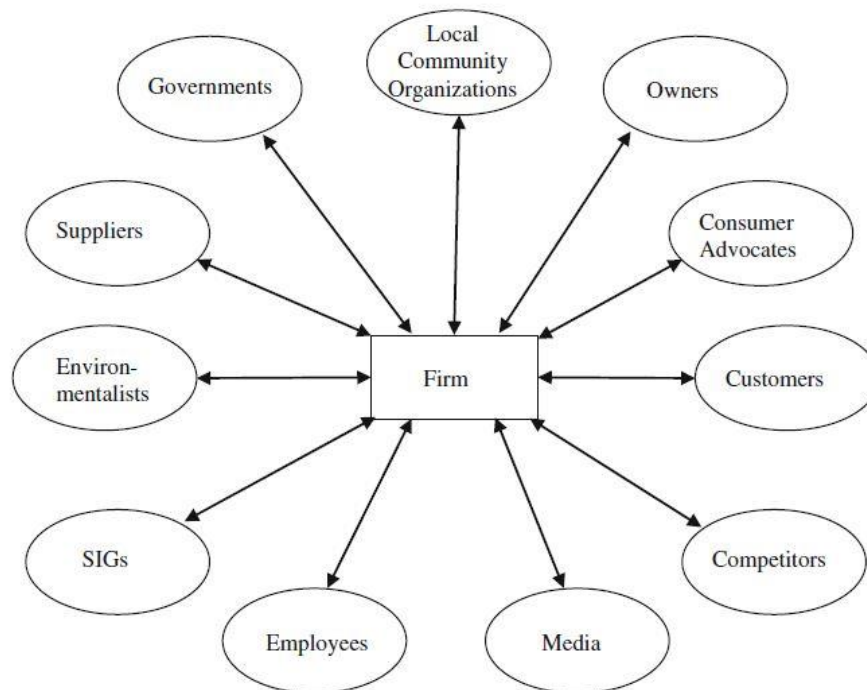 Local
Community
Organizations
Governments
Owners
Suppliers
Consumer
Advocates
Environ-
mentalists
Firm
Customers
SIGs
Competitors
Employees
Media